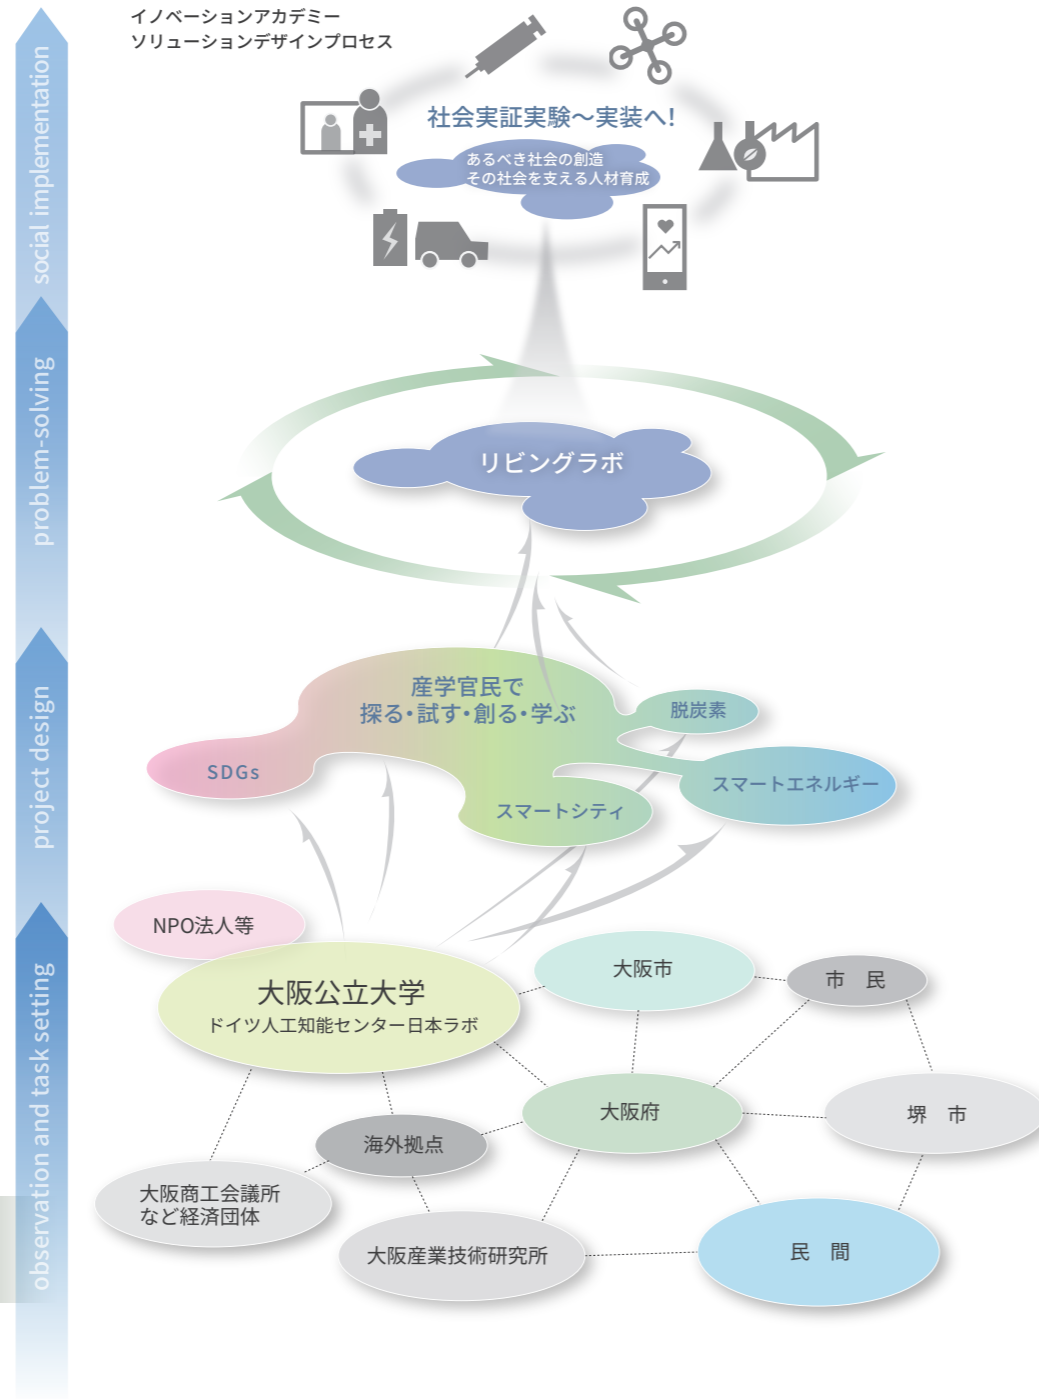 イノベーションアカデミー
ソリューションデザインプロセス
social implementation
社会実証実験〜実装へ!
あるべき社会の創造
その社会を支える人材育成
problem-solving
リビングラボ
project design
産学官民で
探る・試す・創る・学ぶ
脱炭素
SDGs
スマートエネルギー
スマートシティ
observation and task setting
NPO法人等
大阪公立大学
ドイツ人工知能センター日本ラボ
大阪市
市　民
大阪府
堺　市
海外拠点
大阪商工会議所
など経済団体
大阪産業技術研究所
民　間